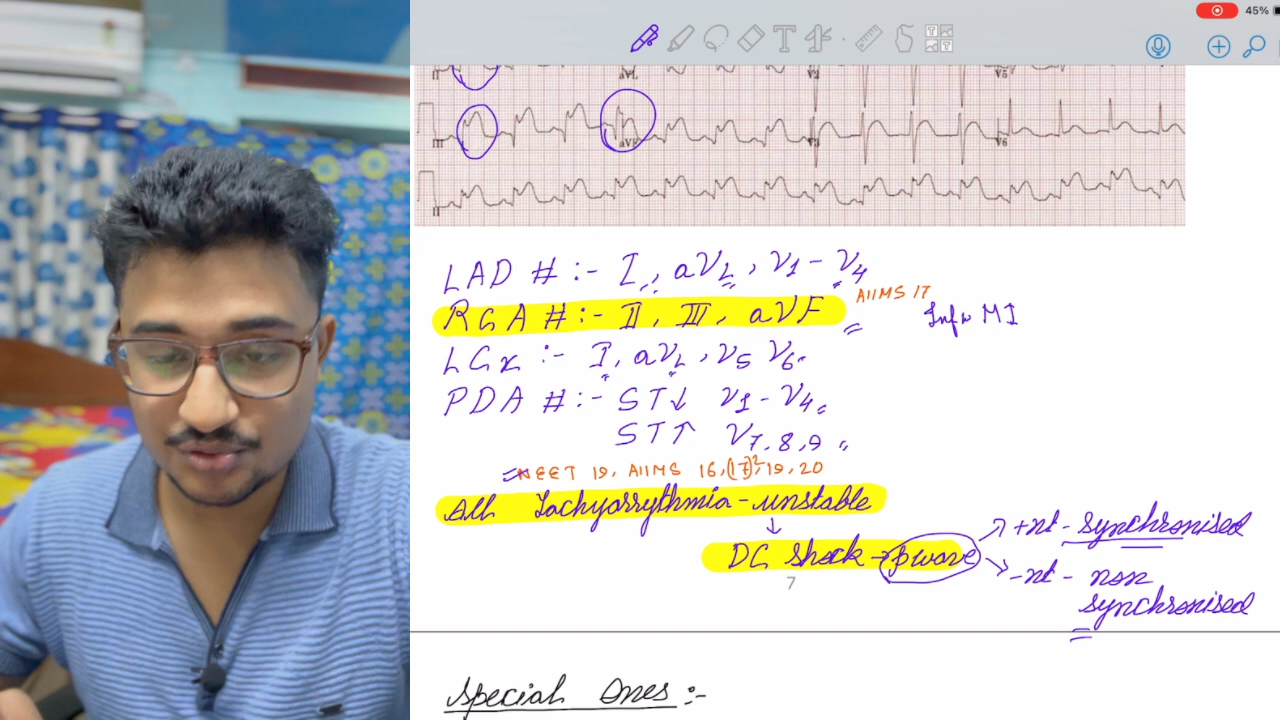 45%
II aVL V2 V5
III aVF V3 V6
II
LAD # :- I, aVL, V1 - V4
RCA # :- II, III, aVF AIIMS 17 Infr MI
LCx :- I, aVL, V5 V6
PDA # :- ST↓ V1 - V4
ST↑ V7,8,9
NEET 19, AIIMS 16,(17)²,19,20
All Tachyarrythmia - unstable
↓
DC shock → p wave ↗ +nt - synchronised
↘ -nt - non
synchronised
7
Special Ones :-